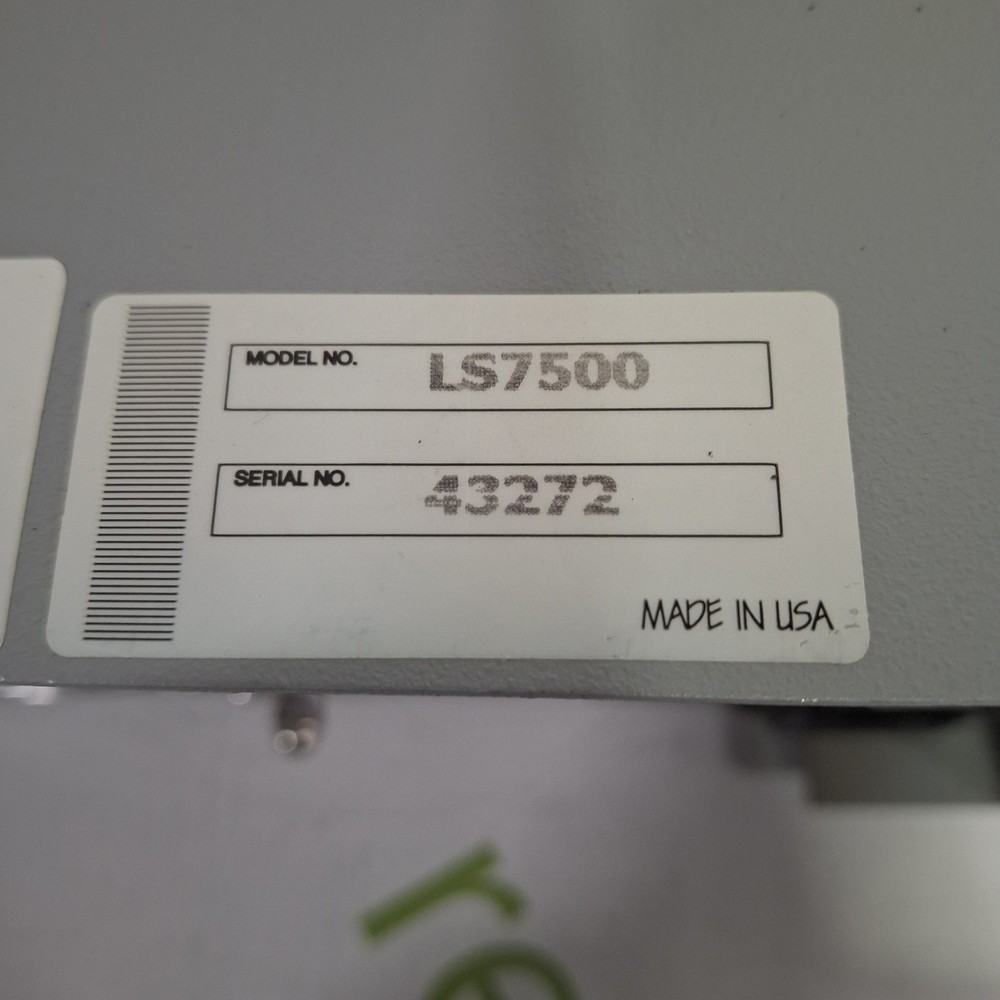 MODEL NO. LS7500
SERIAL NO. 43272
MADE IN USA